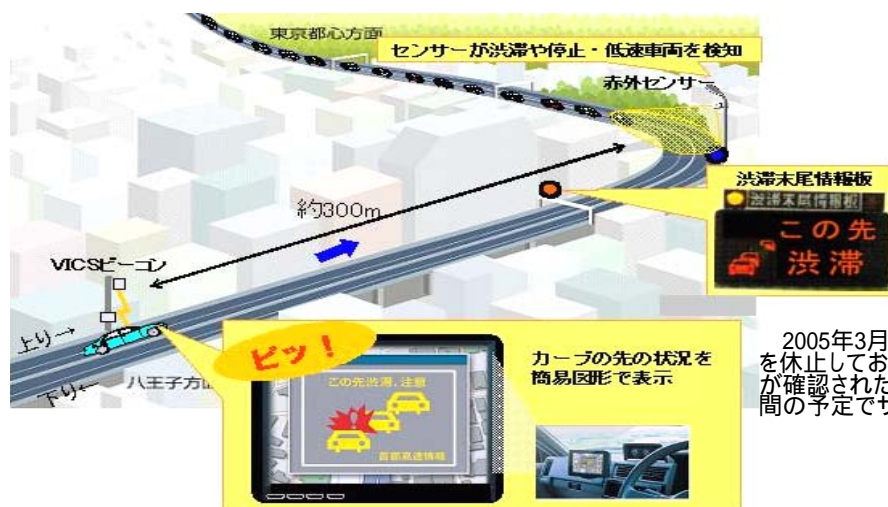 東京都心方面
センサーが渋滞や停止・低速車両を検知
赤外センサー
渋滞末尾情報板
渋滞末尾情報板
この先
渋滞
約300m
VICSビーコン
上り→
下り←
八王子方面
ピッ！
この先渋滞、注意
首都高速情報
カーブの先の状況を
簡易図形で表示
2005年3月
を休止してお
が確認された
間の予定でサ